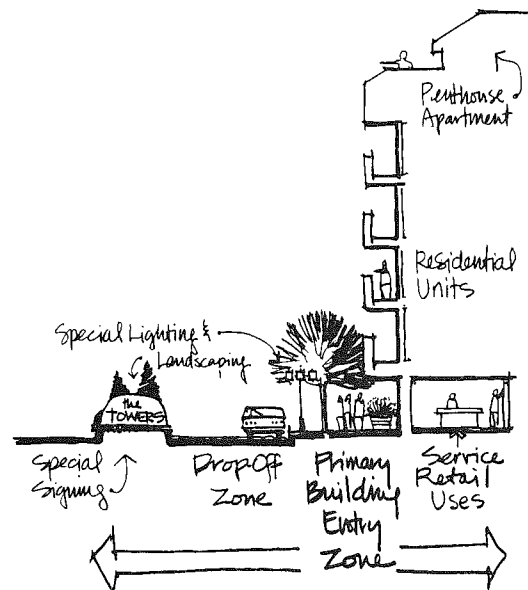 Penthouse
Apartment
Residential
Units
Special Lighting &
Landscaping
the
TOWERS
Special
Signing
Drop Off
Zone
Primary
Building
Entry
Zone
Service
Retail
Uses